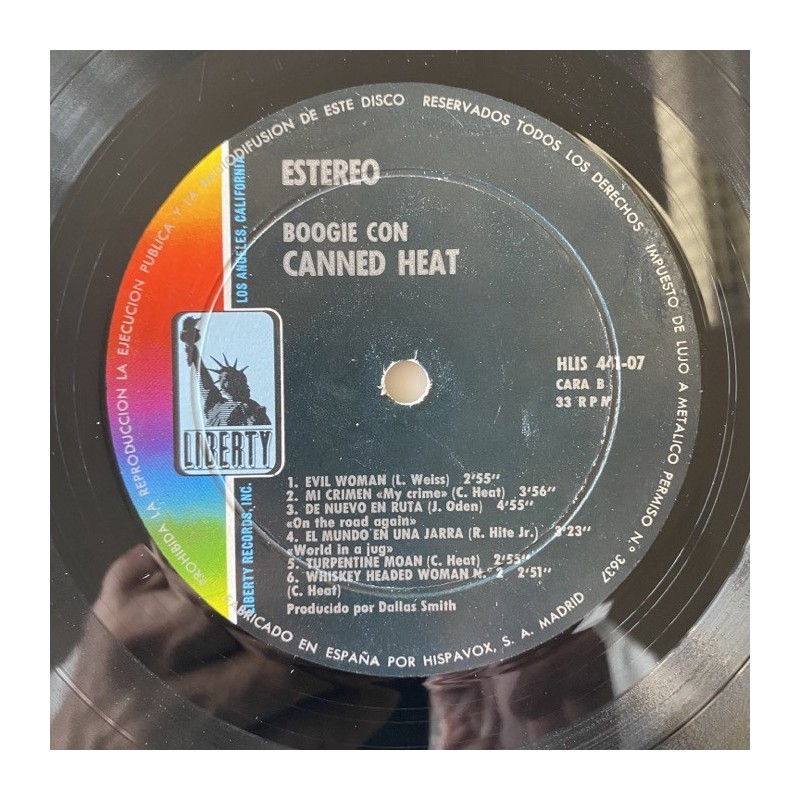 ESTEREO
BOOGIE CON
CANNED HEAT
HLIS 441-07
CARA B
33 RPM
LIBERTY
1. EVIL WOMAN (L. Weiss) 2'55''
2. MI CRIMEN «My crime» (C. Heat) 3'56''
3. DE NUEVO EN RUTA (J. Oden) 4'55''
«On the road again»
4. EL MUNDO EN UNA JARRA (R. Hite Jr.) 3'23''
«World in a jug»
5. TURPENTINE MOAN (C. Heat) 2'55''
6. WHISKEY HEADED WOMAN N.º 2 2'51''
(C. Heat)
Producido por Dallas Smith
LIBERTY RECORDS, INC. LOS ANGELES, CALIFORNIA
PROHIBIDA LA REPRODUCCION LA EJECUCION PUBLICA Y LA RADIODIFUSION DE ESTE DISCO RESERVADOS TODOS LOS DERECHOS IMPUESTO DE LUJO A METALICO PERMISO Nº 3637
FABRICADO EN ESPAÑA POR HISPAVOX, S. A. MADRID